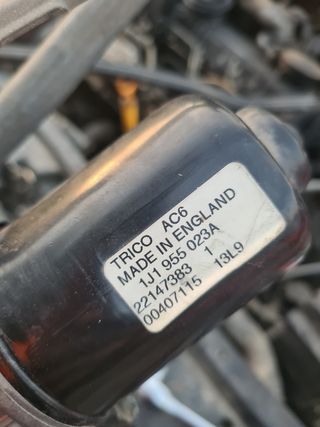 TRICO AC6
MADE IN ENGLAND
1J1 955 023A
22147383 1
00407115 13L9